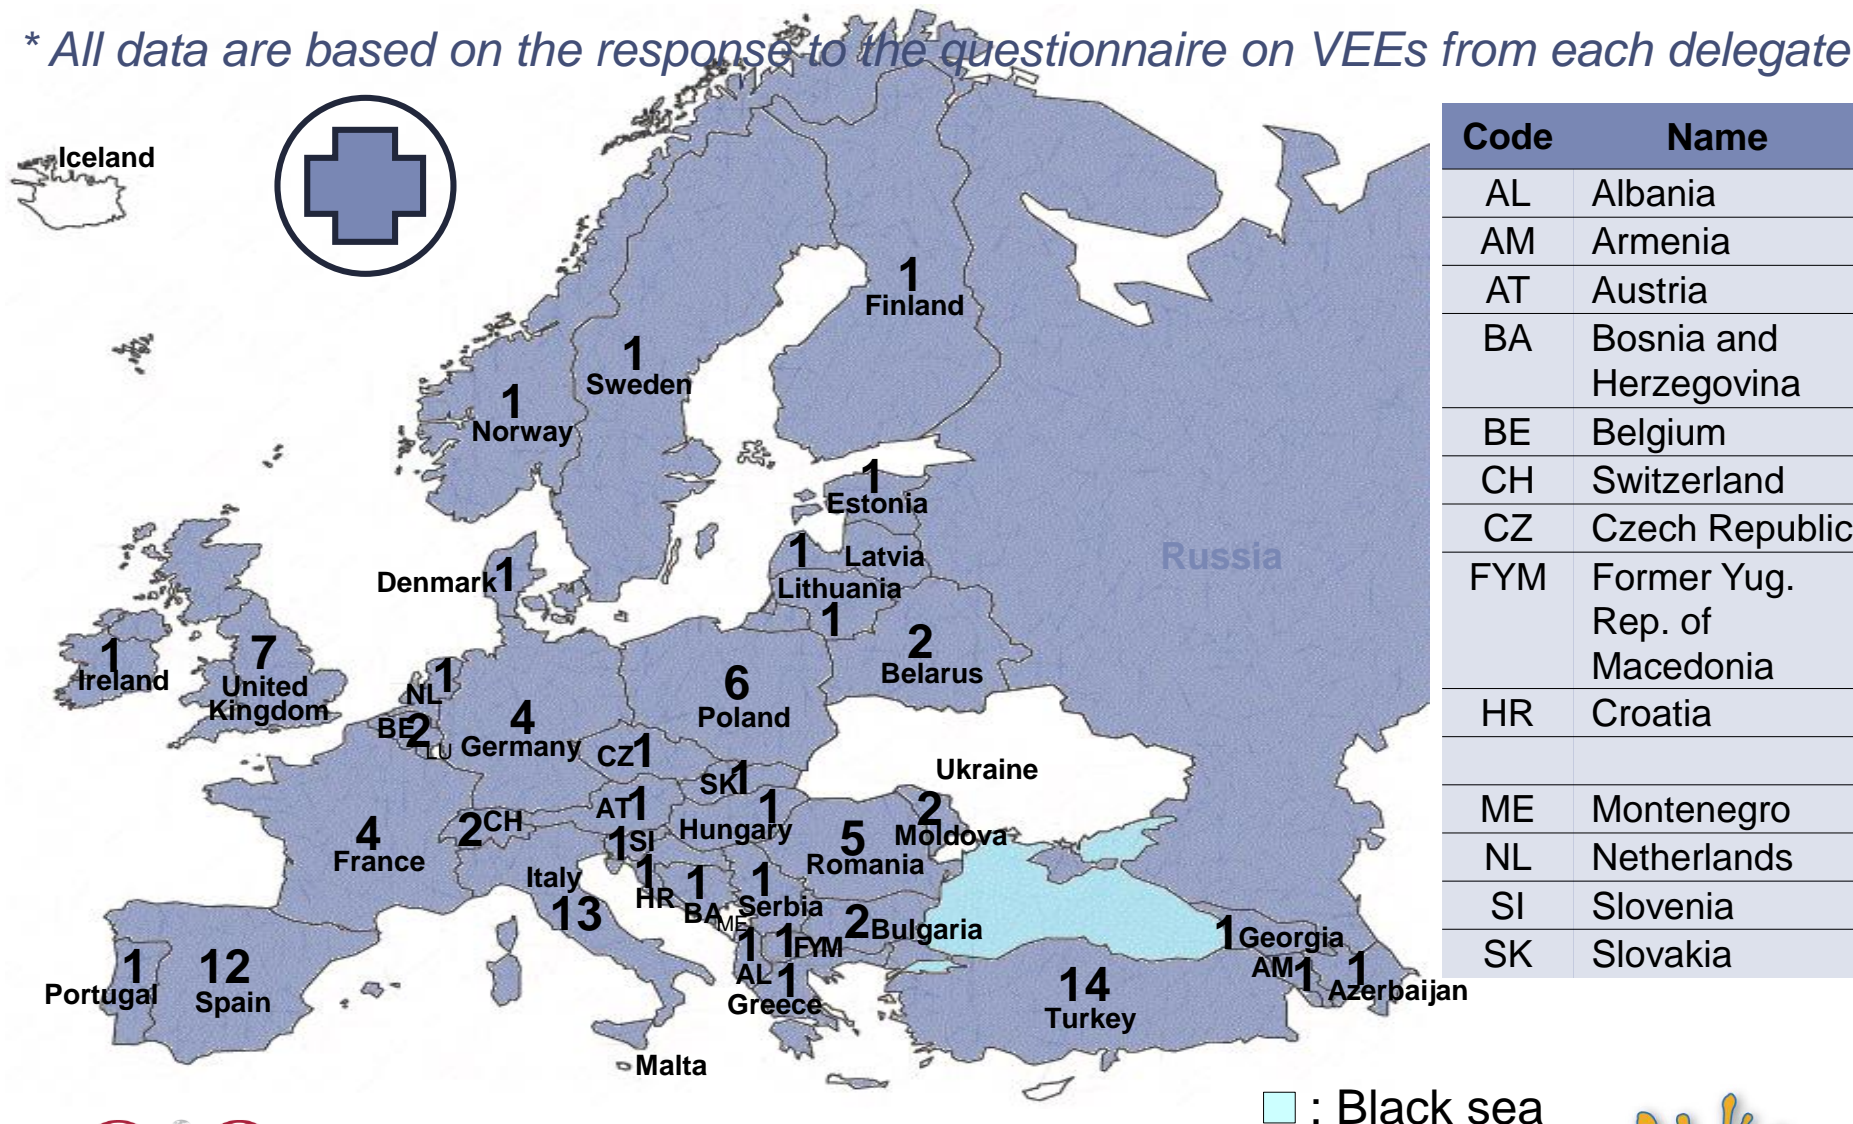 * All data are based on the response to the questionnaire on VEEs from each delegate
Iceland
1
Finland
1
Sweden
1
Norway
1
Estonia
1
Latvia
Denmark 1
Lithuania
1
Russia
1
Ireland
7
United
Kingdom
1
NL
BE 2
LU
4
Germany
6
Poland
2
Belarus
CZ 1
SK 1
Ukraine
AT 1
1
Hungary
2 CH
4
France
1 SI
5
Romania
2
Moldova
Italy
13
1
HR
1
BA
ME
1
Serbia
2 Bulgaria
1
AL
1 FYM
1
Greece
1
Portugal
12
Spain
14
Turkey
1 Georgia
AM 1
1
Azerbaijan
Malta
Code Name
AL Albania
AM Armenia
AT Austria
BA Bosnia and
Herzegovina
BE Belgium
CH Switzerland
CZ Czech Republic
FYM Former Yug.
Rep. of
Macedonia
HR Croatia
ME Montenegro
NL Netherlands
SI Slovenia
SK Slovakia
: Black sea